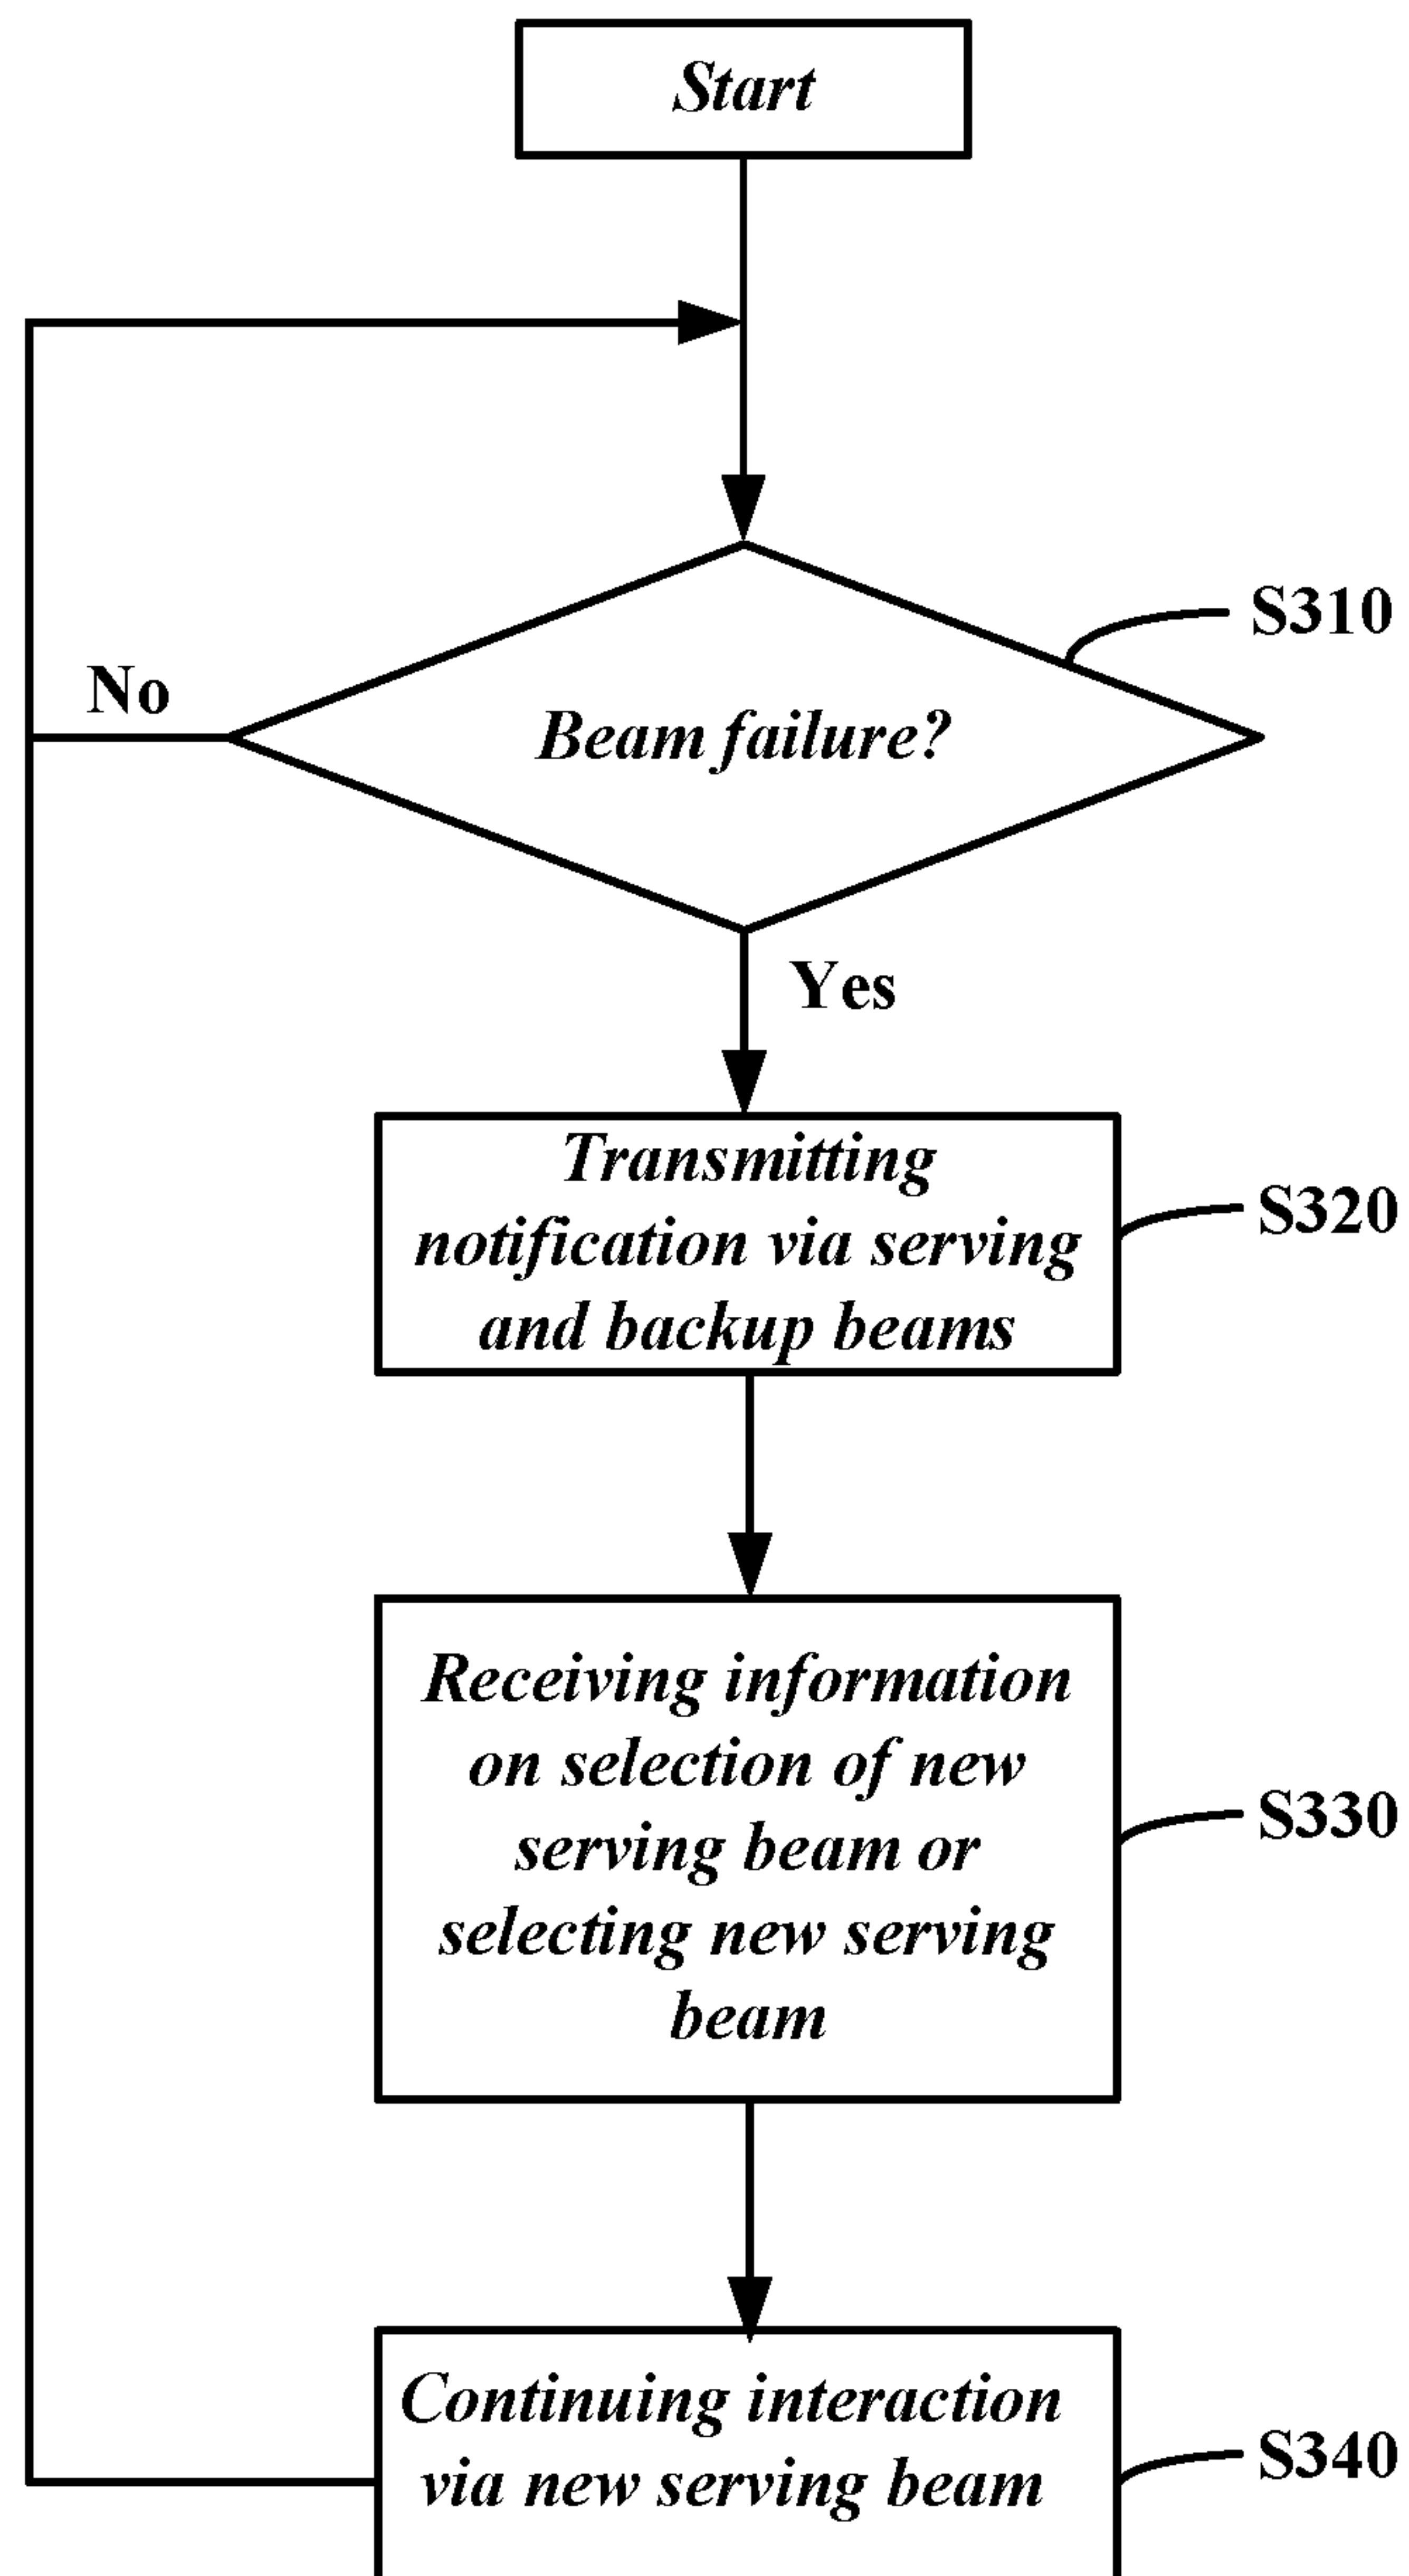 Start
S310
No
Beam failure?
Yes
Transmitting
notification via serving
and backup beams
S320
Receiving information
on selection of new
serving beam or
selecting new serving
beam
S330
Continuing interaction
via new serving beam
S340